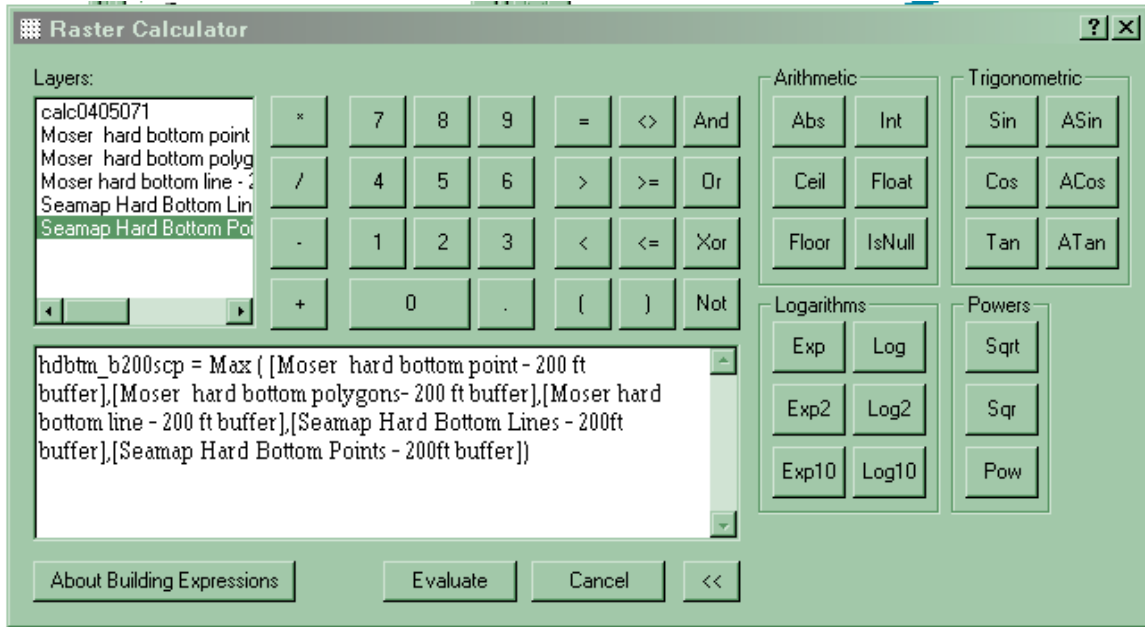 Raster Calculator
Layers:
calc0405071
Moser hard bottom point
Moser hard bottom polyg
Moser hard bottom line - 2
Seamap Hard Bottom Lin
Seamap Hard Bottom Poi
* 7 8 9 = <> And
/ 4 5 6 > >= Or
- 1 2 3 < <= Xor
+ 0 . ( ) Not
Arithmetic
Abs Int
Ceil Float
Floor IsNull
Trigonometric
Sin ASin
Cos ACos
Tan ATan
Logarithms
Exp Log
Exp2 Log2
Exp10 Log10
Powers
Sqrt
Sqr
Pow
hdbtm_b200scp = Max ( [Moser  hard bottom point - 200 ft
buffer],[Moser  hard bottom polygons- 200 ft buffer],[Moser hard
bottom line - 200 ft buffer],[Seamap Hard Bottom Lines - 200ft
buffer],[Seamap Hard Bottom Points - 200ft buffer])
About Building Expressions Evaluate Cancel <<